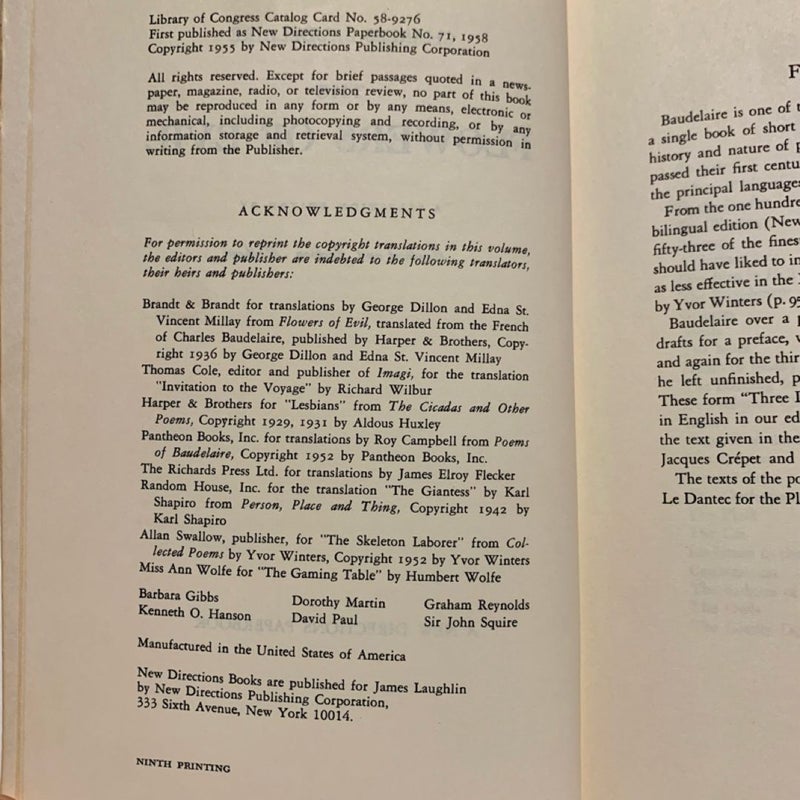 Library of Congress Catalog Card No. 58-9276
First published as New Directions Paperbook No. 71, 1958
Copyright 1955 by New Directions Publishing Corporation
All rights reserved. Except for brief passages quoted in a news-
paper, magazine, radio, or television review, no part of this book
may be reproduced in any form or by any means, electronic or
mechanical, including photocopying and recording, or by any
information storage and retrieval system, without permission in
writing from the Publisher.
ACKNOWLEDGMENTS
For permission to reprint the copyright translations in this volume,
the editors and publisher are indebted to the following translators,
their heirs and publishers:
Brandt & Brandt for translations by George Dillon and Edna St.
Vincent Millay from Flowers of Evil, translated from the French
of Charles Baudelaire, published by Harper & Brothers, Copy-
right 1936 by George Dillon and Edna St. Vincent Millay
Thomas Cole, editor and publisher of Imagi, for the translation
"Invitation to the Voyage" by Richard Wilbur
Harper & Brothers for "Lesbians" from The Cicadas and Other
Poems, Copyright 1929, 1931 by Aldous Huxley
Pantheon Books, Inc. for translations by Roy Campbell from Poems
of Baudelaire, Copyright 1952 by Pantheon Books, Inc.
The Richards Press Ltd. for translations by James Elroy Flecker
Random House, Inc. for the translation "The Giantess" by Karl
Shapiro from Person, Place and Thing, Copyright 1942 by
Karl Shapiro
Allan Swallow, publisher, for "The Skeleton Laborer" from Col-
lected Poems by Yvor Winters, Copyright 1952 by Yvor Winters
Miss Ann Wolfe for "The Gaming Table" by Humbert Wolfe
Barbara Gibbs Dorothy Martin Graham Reynolds
Kenneth O. Hanson David Paul Sir John Squire
Manufactured in the United States of America
New Directions Books are published for James Laughlin
by New Directions Publishing Corporation,
333 Sixth Avenue, New York 10014.
NINTH PRINTING
F
Baudelaire is one of
a single book of short
history and nature of
passed their first
the principal languages
From the one
bilingual edition (New
fifty-three of the finest
should have liked to
as less effective in the
by Yvor Winters (p. 95
Baudelaire over a
drafts for a preface,
and again for the
he left unfinished,
These form "Three
in English in our
the text given in the
Jacques Crépet and
The texts of the
Le Dantec for the